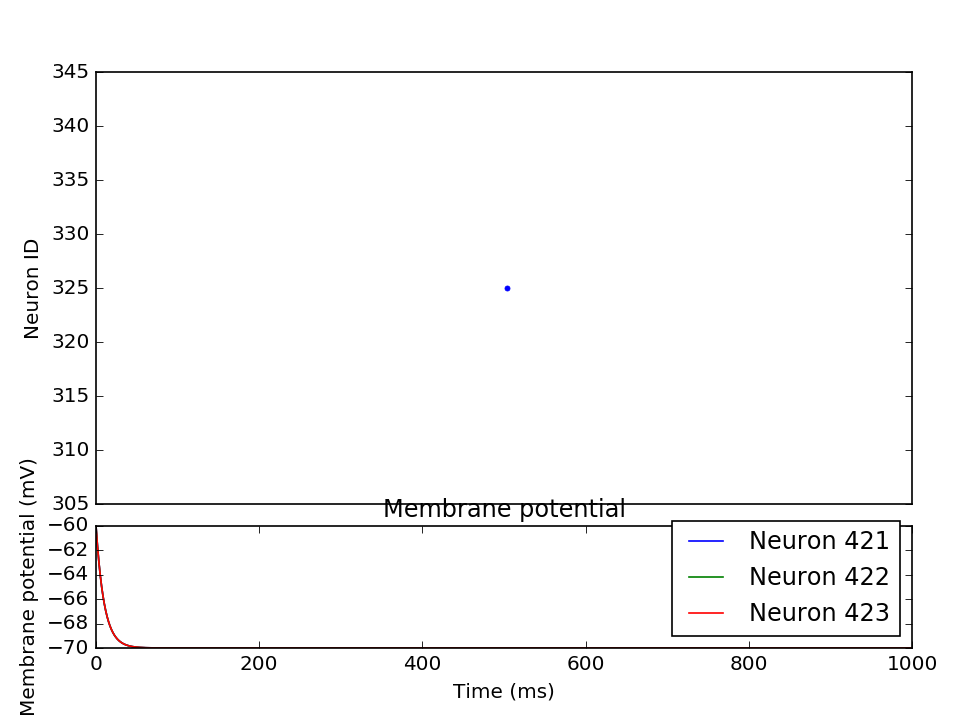 345
340
335
330
325
320
315
310
305
Neuron ID
Membrane potential
−60
−62
−64
−66
−68
−70
Membrane potential (mV)
Neuron 421
Neuron 422
Neuron 423
0 200 400 600 800 1000
Time (ms)